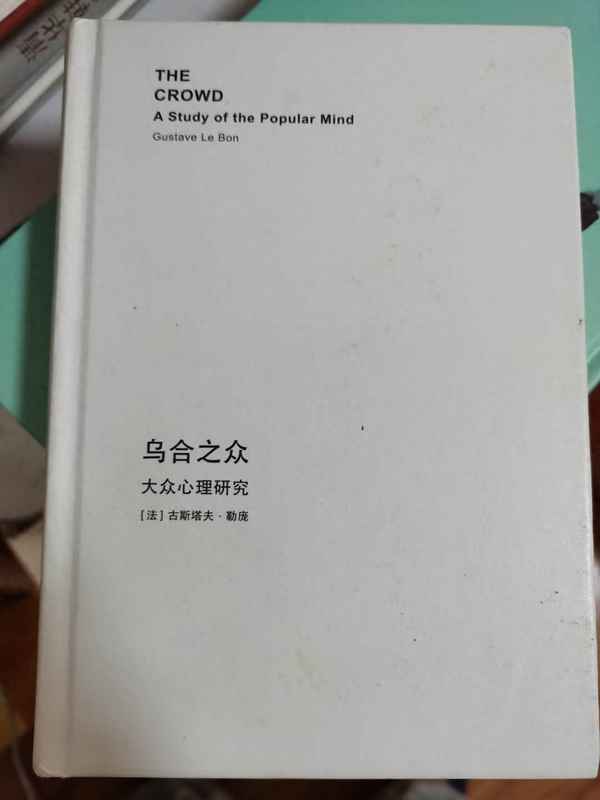 THE
CROWD
A Study of the Popular Mind
Gustave Le Bon
乌合之众
大众心理研究
[法] 古斯塔夫·勒庞